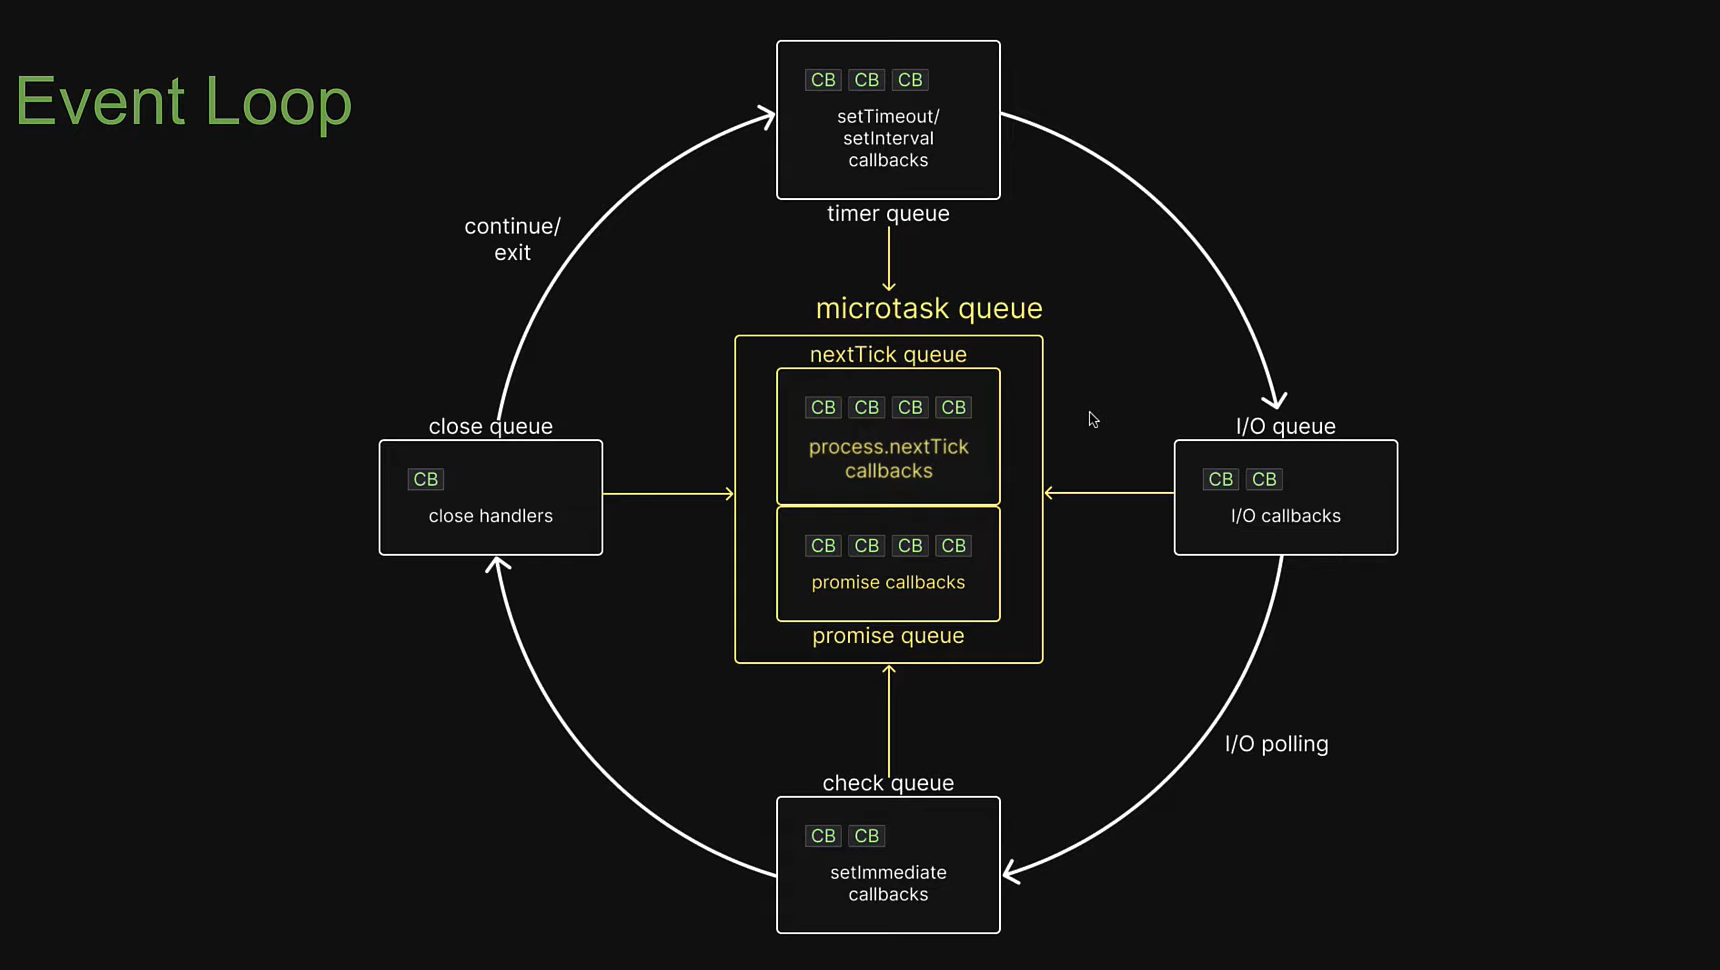 Event Loop
CB CB CB
setTimeout/
setInterval
callbacks
timer queue
continue/
exit
microtask queue
nextTick queue
CB CB CB CB
process.nextTick
callbacks
CB CB CB CB
promise callbacks
promise queue
close queue
CB
close handlers
I/O queue
CB CB
I/O callbacks
I/O polling
check queue
CB CB
setImmediate
callbacks